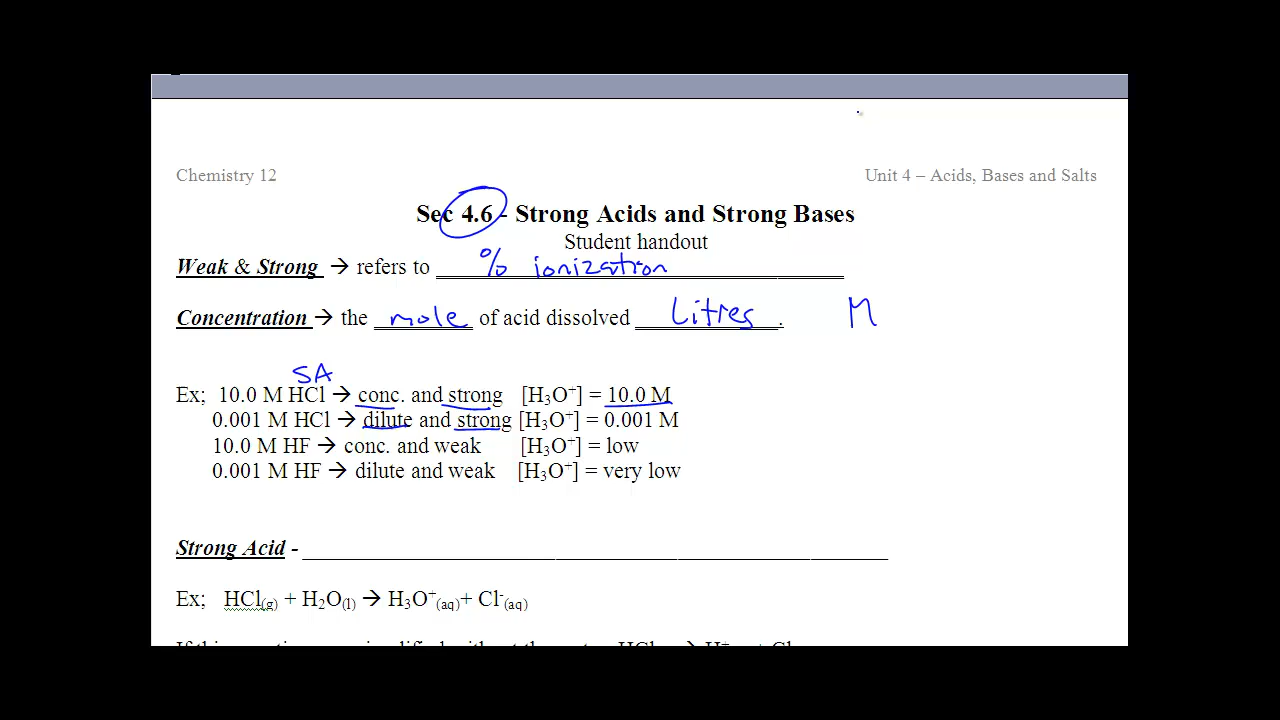 Chemistry 12 Unit 4 – Acids, Bases and Salts
Sec 4.6 - Strong Acids and Strong Bases
Student handout
Weak & Strong → refers to % ionization
Concentration → the mole of acid dissolved Litres. M
SA
Ex; 10.0 M HCl → conc. and strong [H₃O⁺] = 10.0 M
0.001 M HCl → dilute and strong [H₃O⁺] = 0.001 M
10.0 M HF → conc. and weak [H₃O⁺] = low
0.001 M HF → dilute and weak [H₃O⁺] = very low
Strong Acid -
Ex; HCl(g) + H₂O(l) → H₃O⁺(aq)+ Cl⁻(aq)